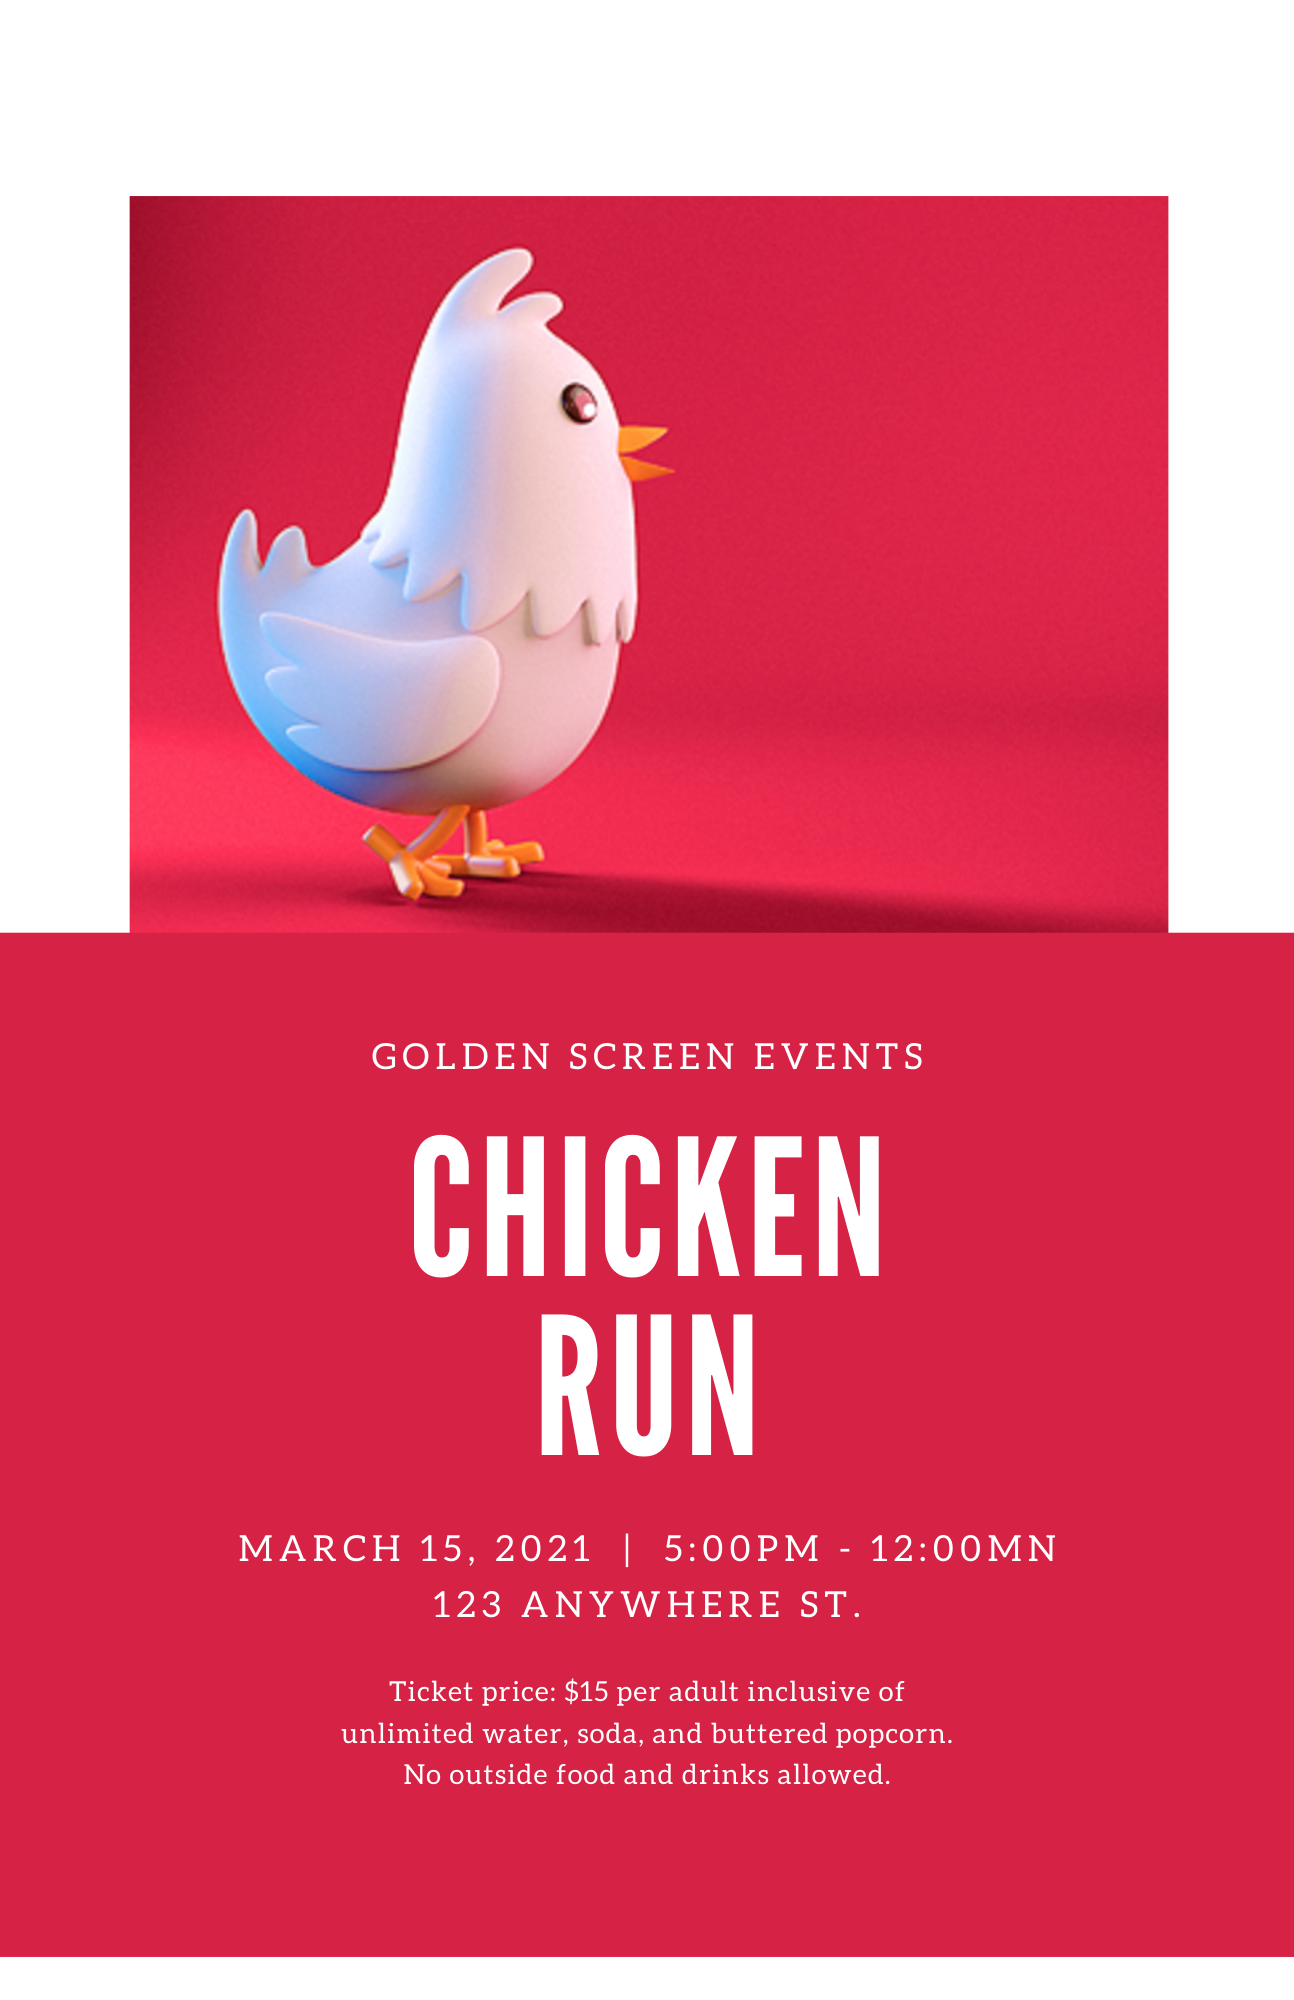 GOLDEN SCREEN EVENTS
CHICKEN
RUN
MARCH 15, 2021 | 5:00PM - 12:00MN
123 ANYWHERE ST.
Ticket price: $15 per adult inclusive of
unlimited water, soda, and buttered popcorn.
No outside food and drinks allowed.